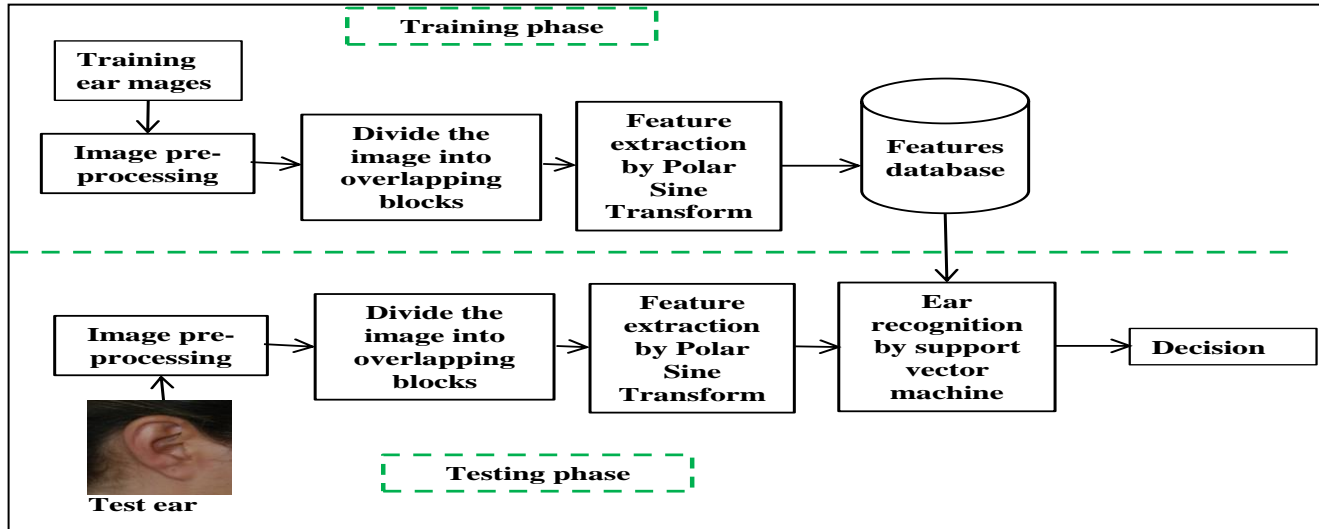 Training phase
Training
ear mages
Image pre-
processing
Divide the
image into
overlapping
blocks
Feature
extraction
by Polar
Sine
Transform
Features
database
Image pre-
processing
Divide the
image into
overlapping
blocks
Feature
extraction
by Polar
Sine
Transform
Ear
recognition
by support
vector
machine
Decision
Test ear
Testing phase